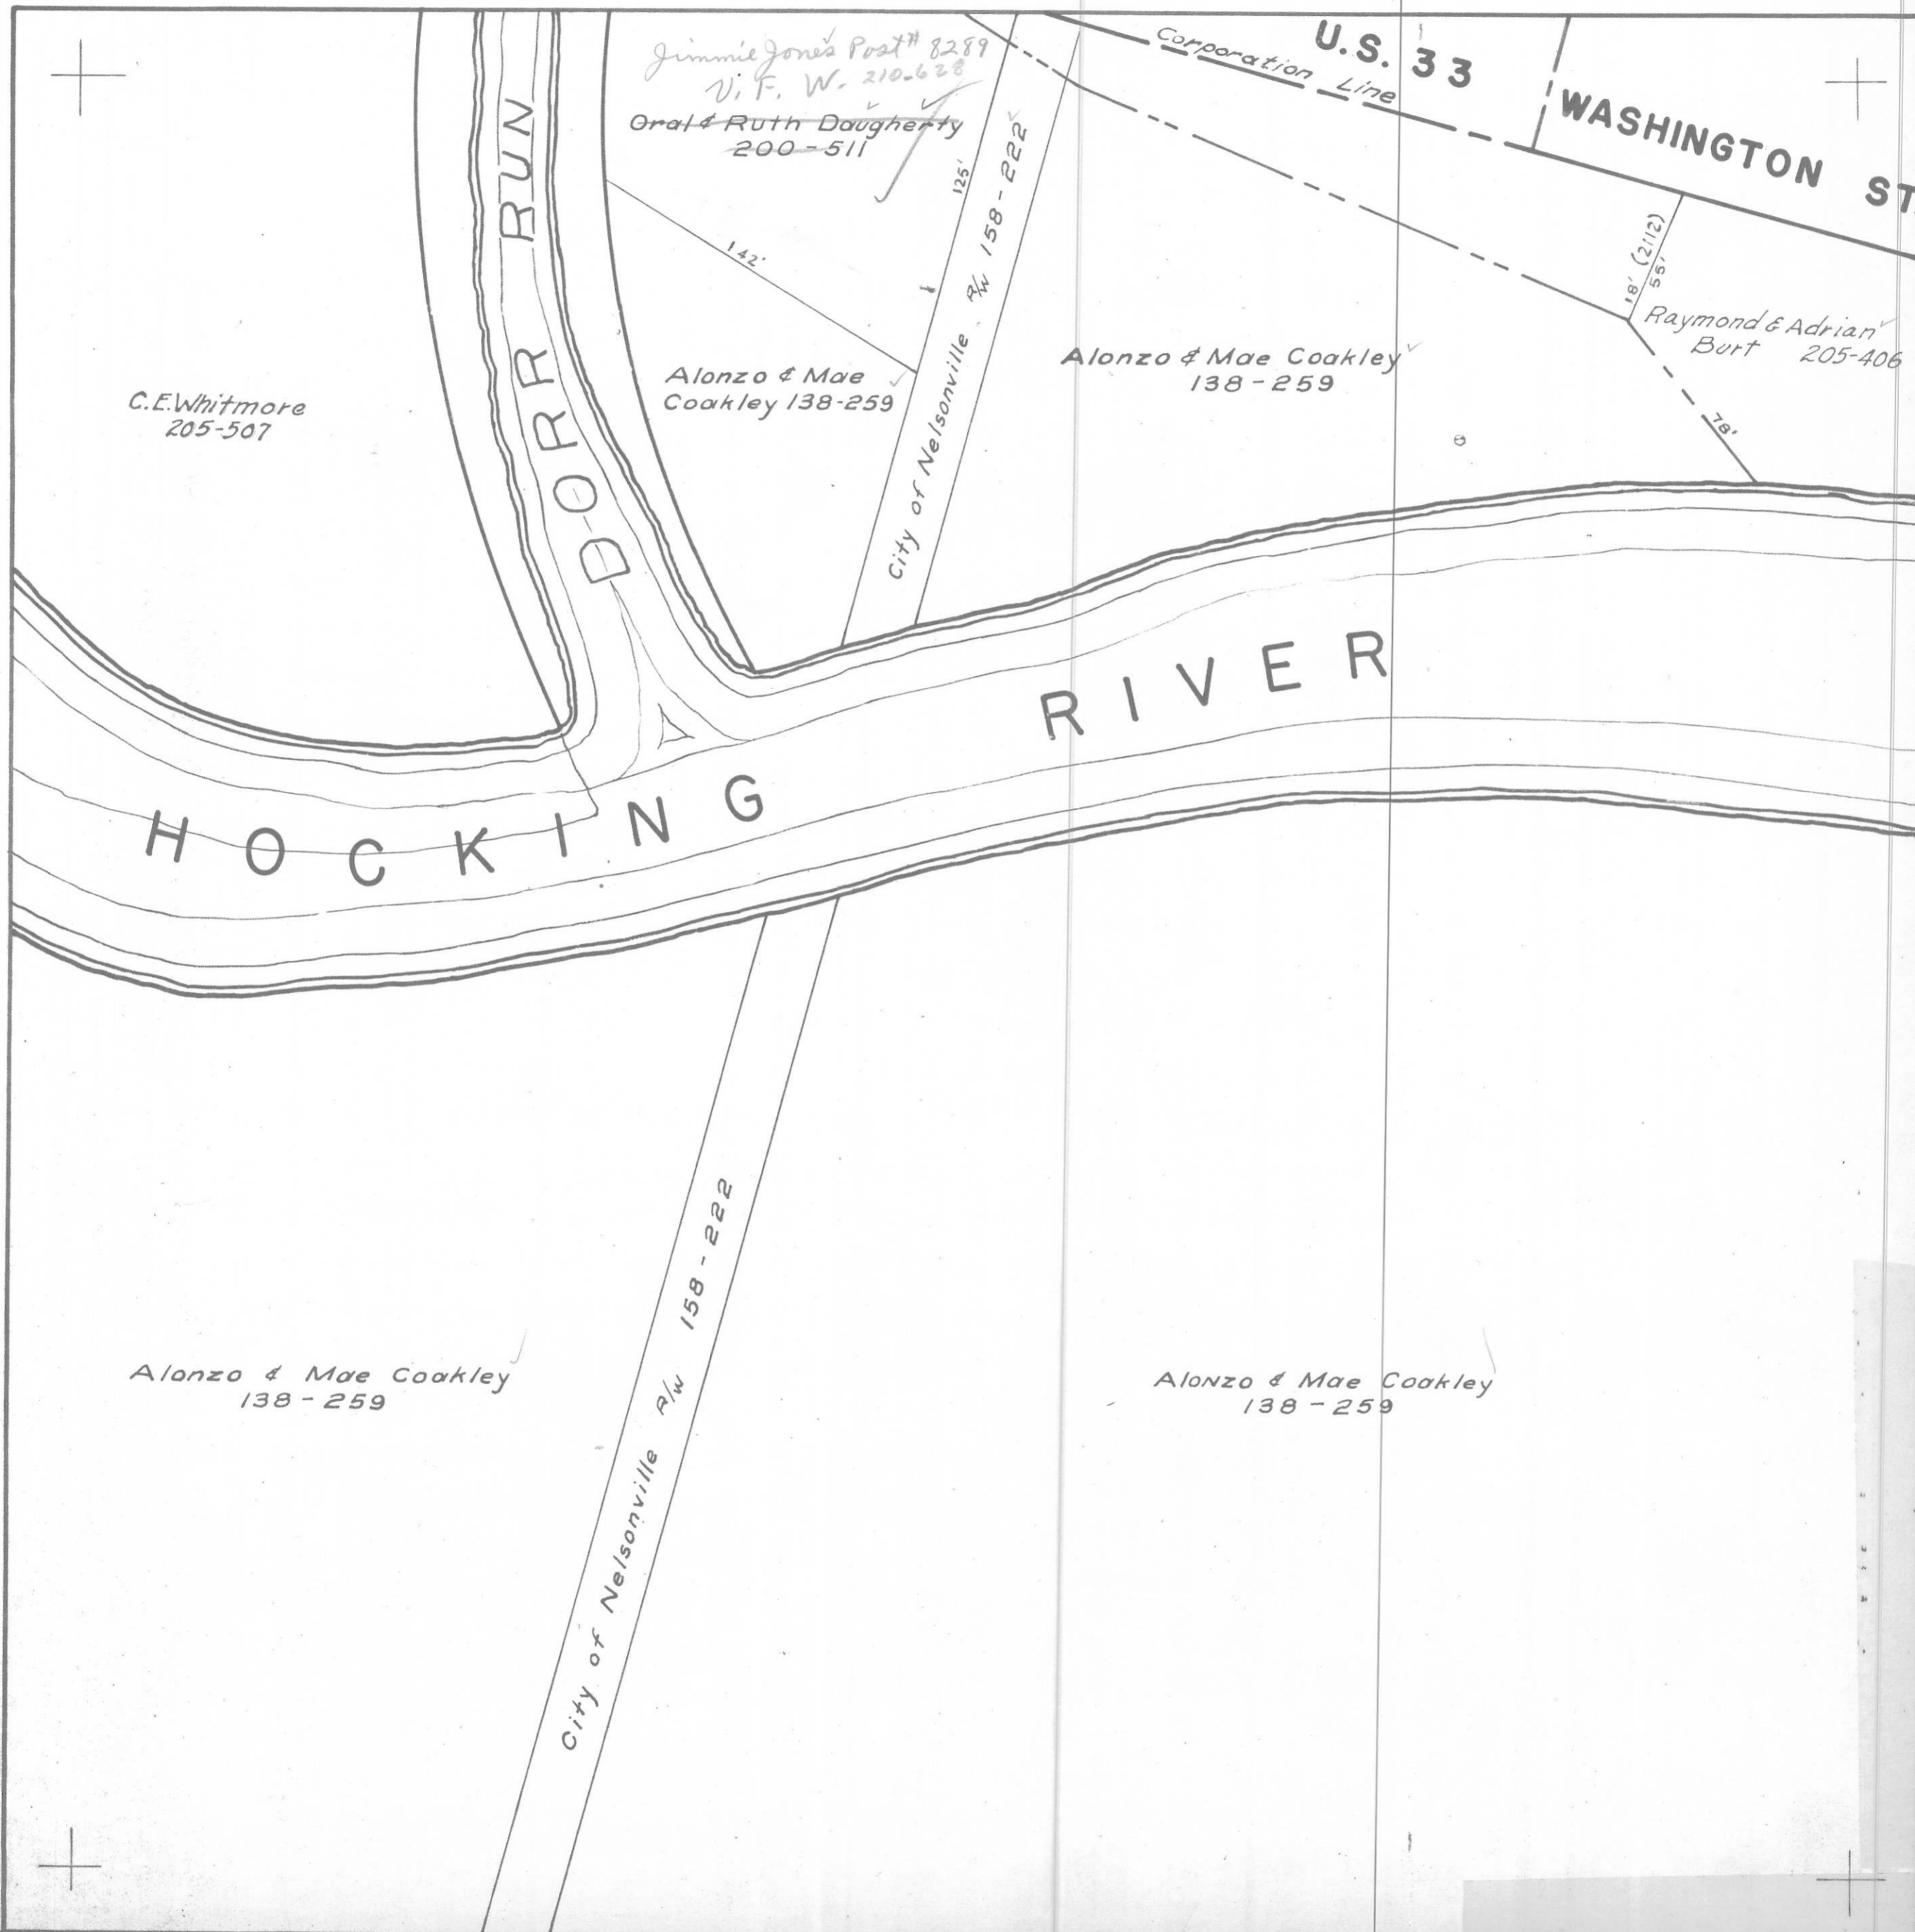 Jimmie Jones Post # 8289
V. F. W. 210-628
Oral & Ruth Daugherty
200-511
U.S. 33
Corporation Line
WASHINGTON ST.
DORR RUN
125'
City of Nelsonville R/W 158-222
142'
18' (2112)
55'
Raymond & Adrian
Burt 205-406
78'
Alonzo & Mae Coakley
138-259
Alonzo & Mae
Coakley 138-259
C.E. Whitmore
205-507
HOCKING RIVER
City of Nelsonville R/W 158-222
Alonzo & Mae Coakley
138-259
Alonzo & Mae Coakley
138-259